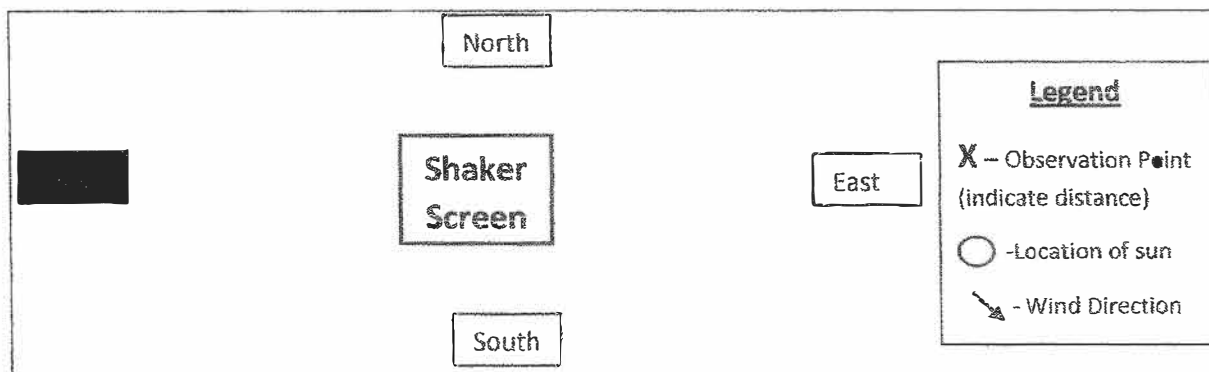 North
Shaker
Screen
East
South
Legend
X – Observation Point
(indicate distance)
-Location of sun
- Wind Direction